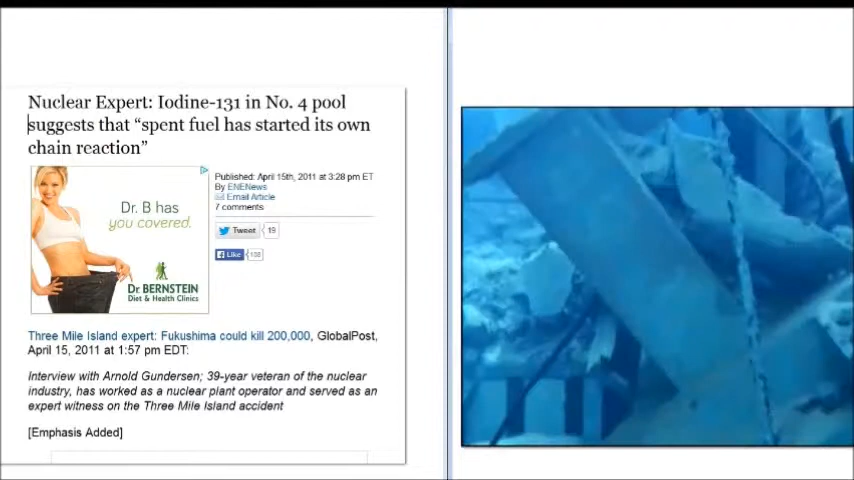 Nuclear Expert: Iodine-131 in No. 4 pool
suggests that “spent fuel has started its own
chain reaction”
Published: April 15th, 2011 at 3:28 pm ET
By ENENews
Email Article
7 comments
Tweet 19
Like 168
Dr. B has
you covered.
Dr. BERNSTEIN
Diet & Health Clinics
Three Mile Island expert: Fukushima could kill 200,000, GlobalPost,
April 15, 2011 at 1:57 pm EDT:
Interview with Arnold Gundersen; 39-year veteran of the nuclear
industry, has worked as a nuclear plant operator and served as an
expert witness on the Three Mile Island accident
[Emphasis Added]